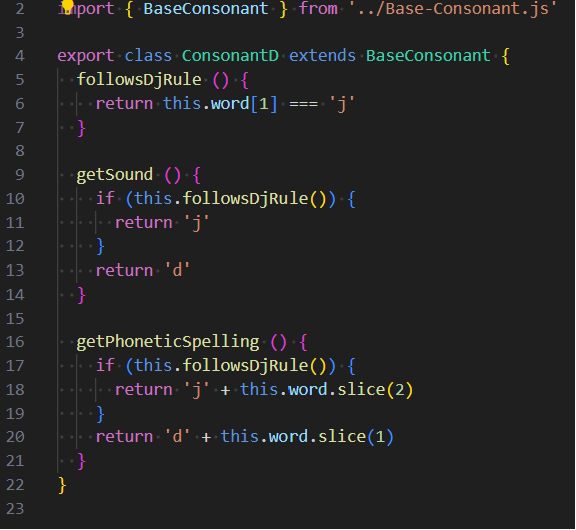 2 import { BaseConsonant } from '../Base-Consonant.js'
3
4 export class ConsonantD extends BaseConsonant {
5   followsDjRule () {
6     return this.word[1] === 'j'
7   }
8
9   getSound () {
10     if (this.followsDjRule()) {
11       return 'j'
12     }
13     return 'd'
14   }
15
16   getPhoneticSpelling () {
17     if (this.followsDjRule()) {
18       return 'j' + this.word.slice(2)
19     }
20     return 'd' + this.word.slice(1)
21   }
22 }
23